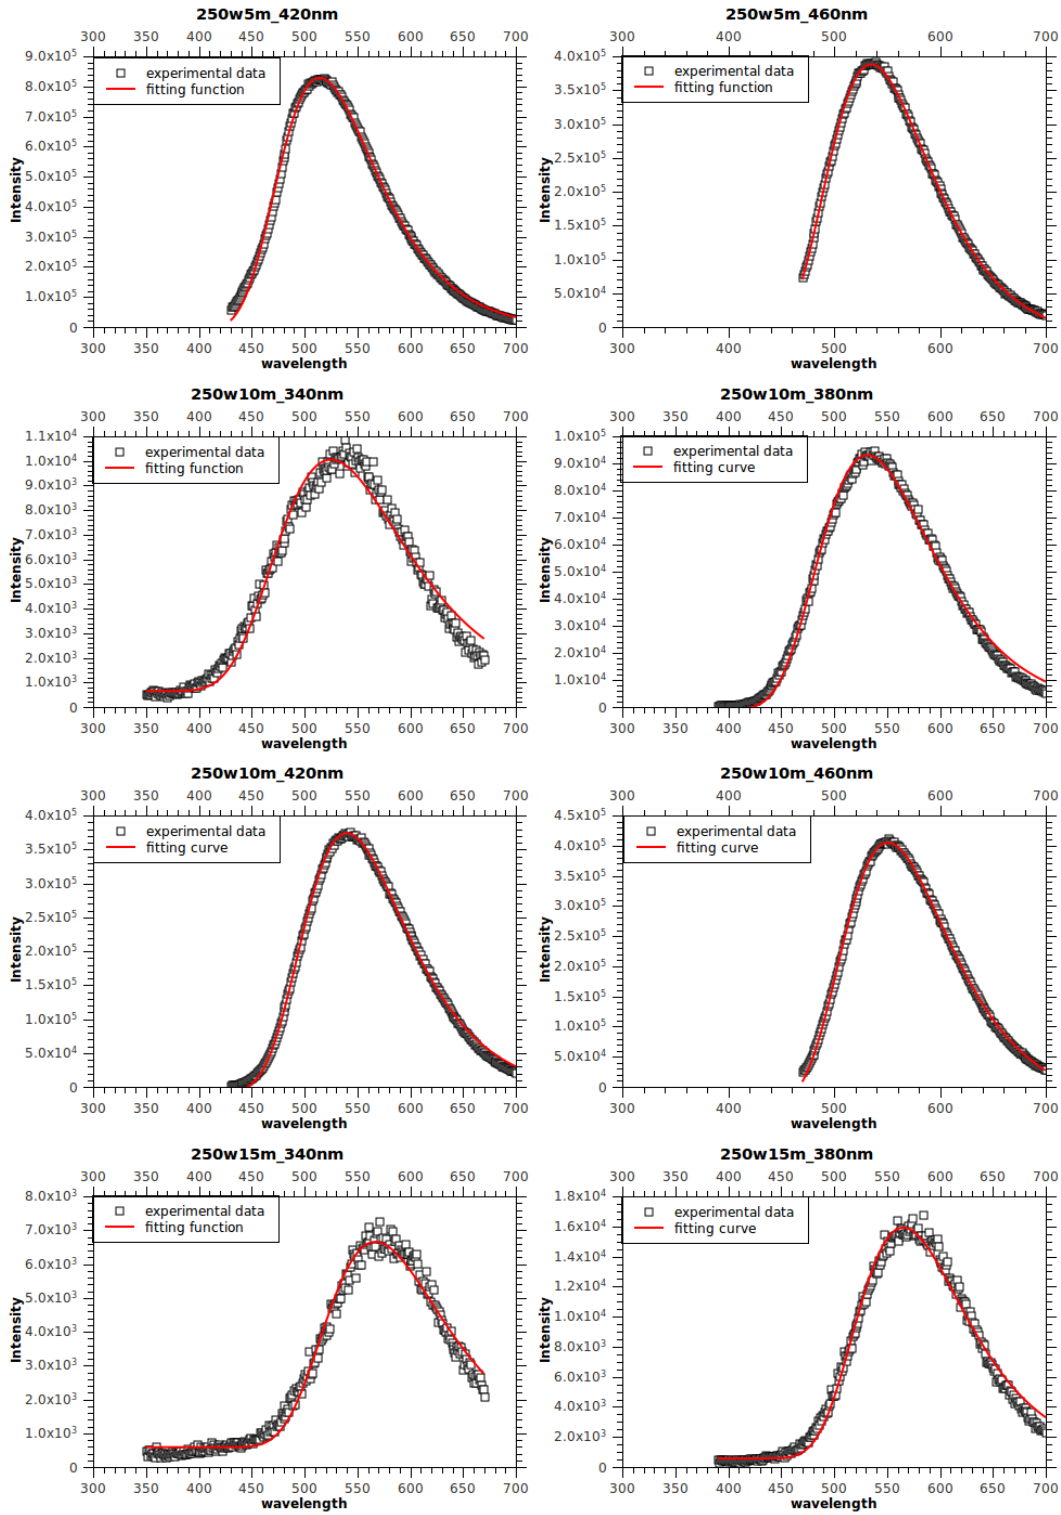 250w5m_420nm
300 350 400 450 500 550 600 650 700
9.0x10⁵
8.0x10⁵
7.0x10⁵
6.0x10⁵
5.0x10⁵
4.0x10⁵
3.0x10⁵
2.0x10⁵
1.0x10⁵
0
Intensity
experimental data
fitting function
300 350 400 450 500 550 600 650 700
wavelength
250w5m_460nm
300 400 500 600 700
4.0x10⁵
3.5x10⁵
3.0x10⁵
2.5x10⁵
2.0x10⁵
1.5x10⁵
1.0x10⁵
5.0x10⁴
0
Intensity
experimental data
fitting function
300 400 500 600 700
wavelength
250w10m_340nm
300 350 400 450 500 550 600 650 700
1.1x10⁴
1.0x10⁴
9.0x10³
8.0x10³
7.0x10³
6.0x10³
5.0x10³
4.0x10³
3.0x10³
2.0x10³
1.0x10³
0
Intensity
experimental data
fitting function
300 350 400 450 500 550 600 650 700
wavelength
250w10m_380nm
300 350 400 450 500 550 600 650 700
1.0x10⁵
9.0x10⁴
8.0x10⁴
7.0x10⁴
6.0x10⁴
5.0x10⁴
4.0x10⁴
3.0x10⁴
2.0x10⁴
1.0x10⁴
0
Intensity
experimental data
fitting curve
300 350 400 450 500 550 600 650 700
wavelength
250w10m_420nm
300 350 400 450 500 550 600 650 700
4.0x10⁵
3.5x10⁵
3.0x10⁵
2.5x10⁵
2.0x10⁵
1.5x10⁵
1.0x10⁵
5.0x10⁴
0
Intensity
experimental data
fitting curve
300 350 400 450 500 550 600 650 700
wavelength
250w10m_460nm
300 400 500 600 700
4.5x10⁵
4.0x10⁵
3.5x10⁵
3.0x10⁵
2.5x10⁵
2.0x10⁵
1.5x10⁵
1.0x10⁵
5.0x10⁴
0
Intensity
experimental data
fitting curve
300 400 500 600 700
wavelength
250w15m_340nm
300 350 400 450 500 550 600 650 700
8.0x10³
7.0x10³
6.0x10³
5.0x10³
4.0x10³
3.0x10³
2.0x10³
1.0x10³
0
Intensity
experimental data
fitting function
300 350 400 450 500 550 600 650 700
wavelength
250w15m_380nm
300 350 400 450 500 550 600 650 700
1.8x10⁴
1.6x10⁴
1.4x10⁴
1.2x10⁴
1.0x10⁴
8.0x10³
6.0x10³
4.0x10³
2.0x10³
0
Intensity
experimental data
fitting curve
300 350 400 450 500 550 600 650 700
wavelength